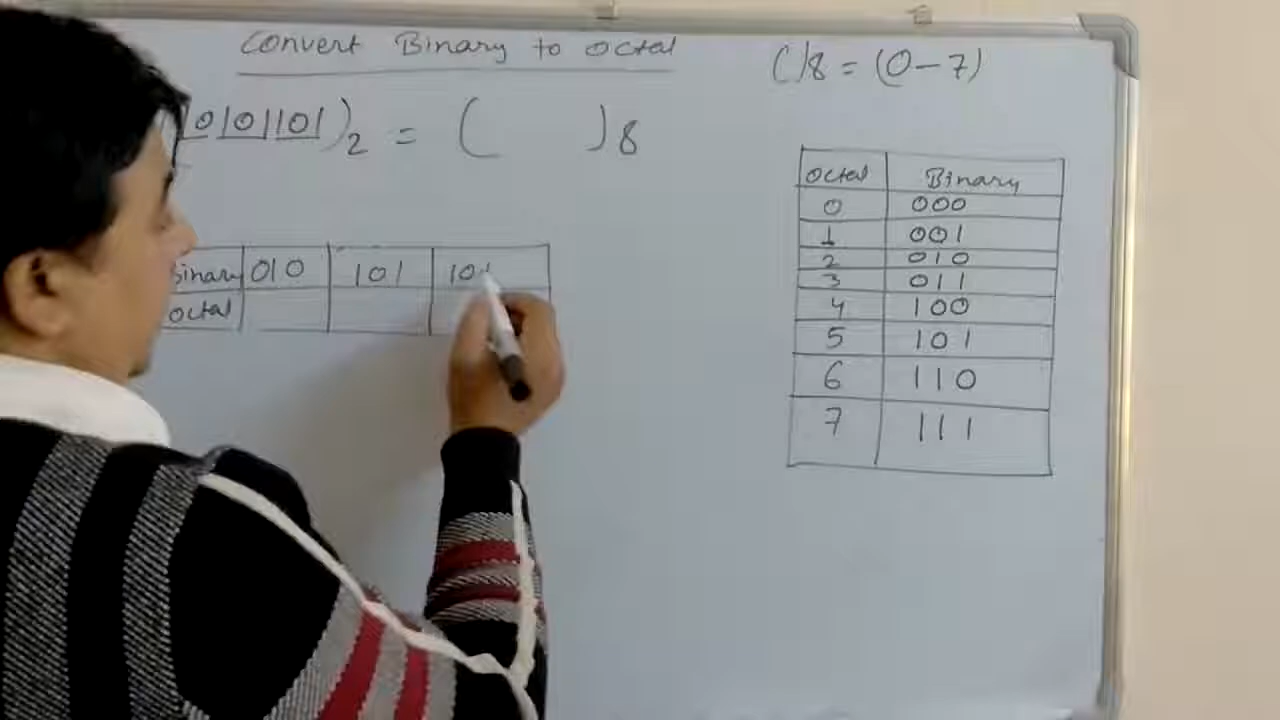 Convert Binary to Octal
( )8 = (0-7)
10101101)2 = ( )8
Octal Binary
0 000
1 001
2 010
3 011
4 100
5 101
6 110
7 111
Binary 010 101 101
Octal